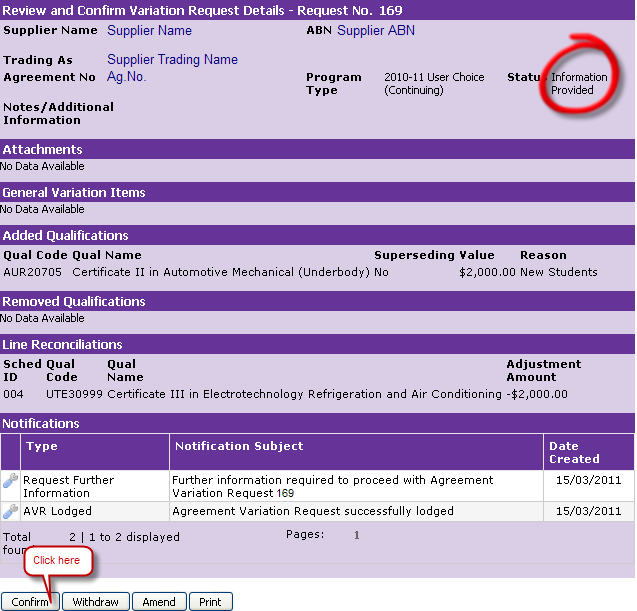 Review and Confirm Variation Request Details - Request No. 169
Supplier Name Supplier Name ABN Supplier ABN
Trading As Supplier Trading Name
Agreement No Ag.No. Program Type 2010-11 User Choice (Continuing) Status Information Provided
Notes/Additional
Information
Attachments
No Data Available
General Variation Items
No Data Available
Added Qualifications
Qual Code Qual Name Superseding Value Reason
AUR20705 Certificate II in Automotive Mechanical (Underbody) No $2,000.00 New Students
Removed Qualifications
No Data Available
Line Reconciliations
Sched Qual Qual Adjustment
ID Code Name Amount
004 UTE30999 Certificate III in Electrotechnology Refrigeration and Air Conditioning -$2,000.00
Notifications
Type Notification Subject Date Created
Request Further Information Further information required to proceed with Agreement Variation Request 169 15/03/2011
AVR Lodged Agreement Variation Request successfully lodged 15/03/2011
Total 2 | 1 to 2 displayed Pages: 1
Click here
Confirm Withdraw Amend Print